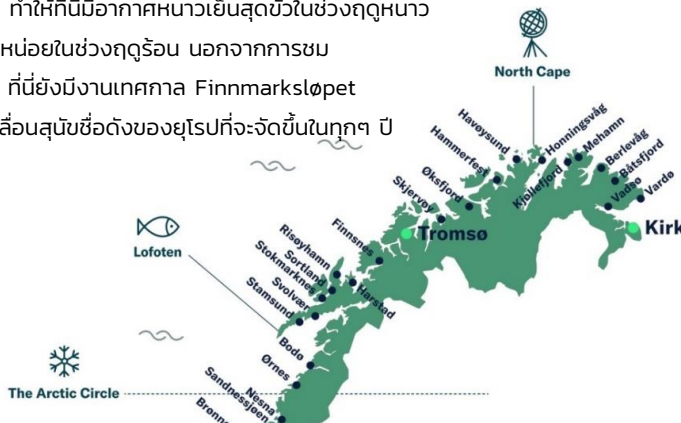 ทำให้ที่นี่มีอากาศหนาวเย็นสุดขั้วในช่วงฤดูหนาว
หน่อยในช่วงฤดูร้อน นอกจากการชม
ที่นี่ยังมีงานเทศกาล Finnmarksløpet
ลื่อนสุนัขชื่อดังของยุโรปที่จะจัดขึ้นในทุกๆ ปี
North Cape
Havøysund
Honningsvåg
Mehamn
Hammerfest
Kjøllefjord
Berlevåg
Båtsfjord
Øksfjord
Vadsø
Vardø
Skjervøy
Tromsø
Kirk
Finnsnes
Lofoten
Risøyhamn
Sortland
Stokmarknes
Harstad
Svolvær
Stamsund
Bodø
Ørnes
The Arctic Circle
Nesna
Sandnessjøen
Brønnø